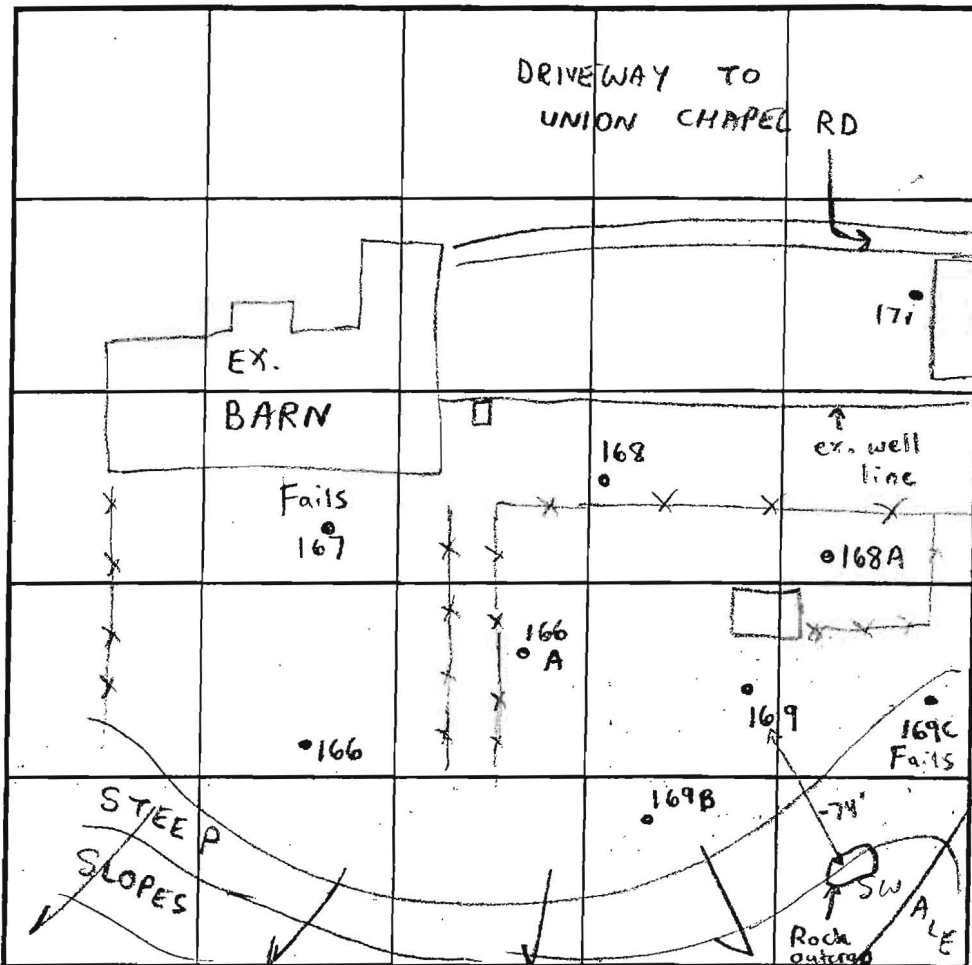 DRIVEWAY TO
UNION CHAPEL RD
171
EX.
BARN
ex. well
line
168
Fails
167
168A
166
A
169
169C
Fails
166
169B
~74'
STEEP
SLOPES
SWALE
Rock
outcrop